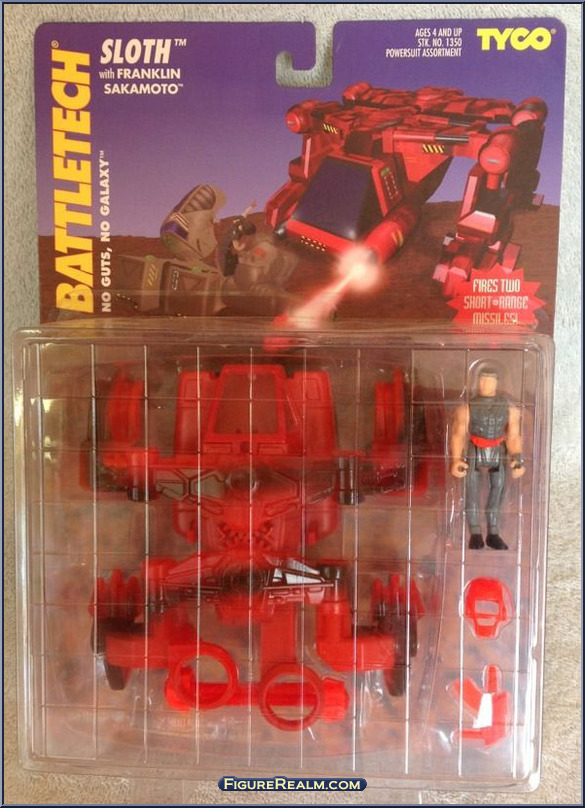 BATTLETECH®
NO GUTS, NO GALAXY™
SLOTH™
with FRANKLIN
SAKAMOTO™
AGES 4 AND UP
STK. NO. 1350
POWERSUIT ASSORTMENT
TYCO®
FIRES TWO
SHORT-RANGE
MISSILES!
FIGUREREALM.COM